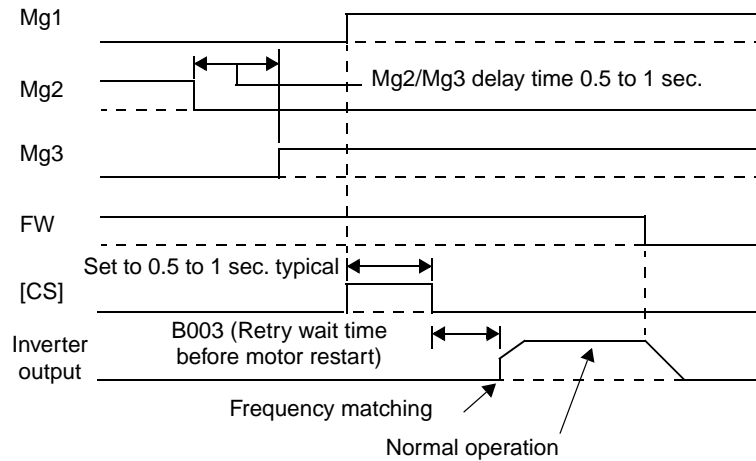 Mg1
Mg2
Mg2/Mg3 delay time 0.5 to 1 sec.
Mg3
FW
Set to 0.5 to 1 sec. typical
[CS]
B003 (Retry wait time
before motor restart)
Inverter
output
Frequency matching
Normal operation